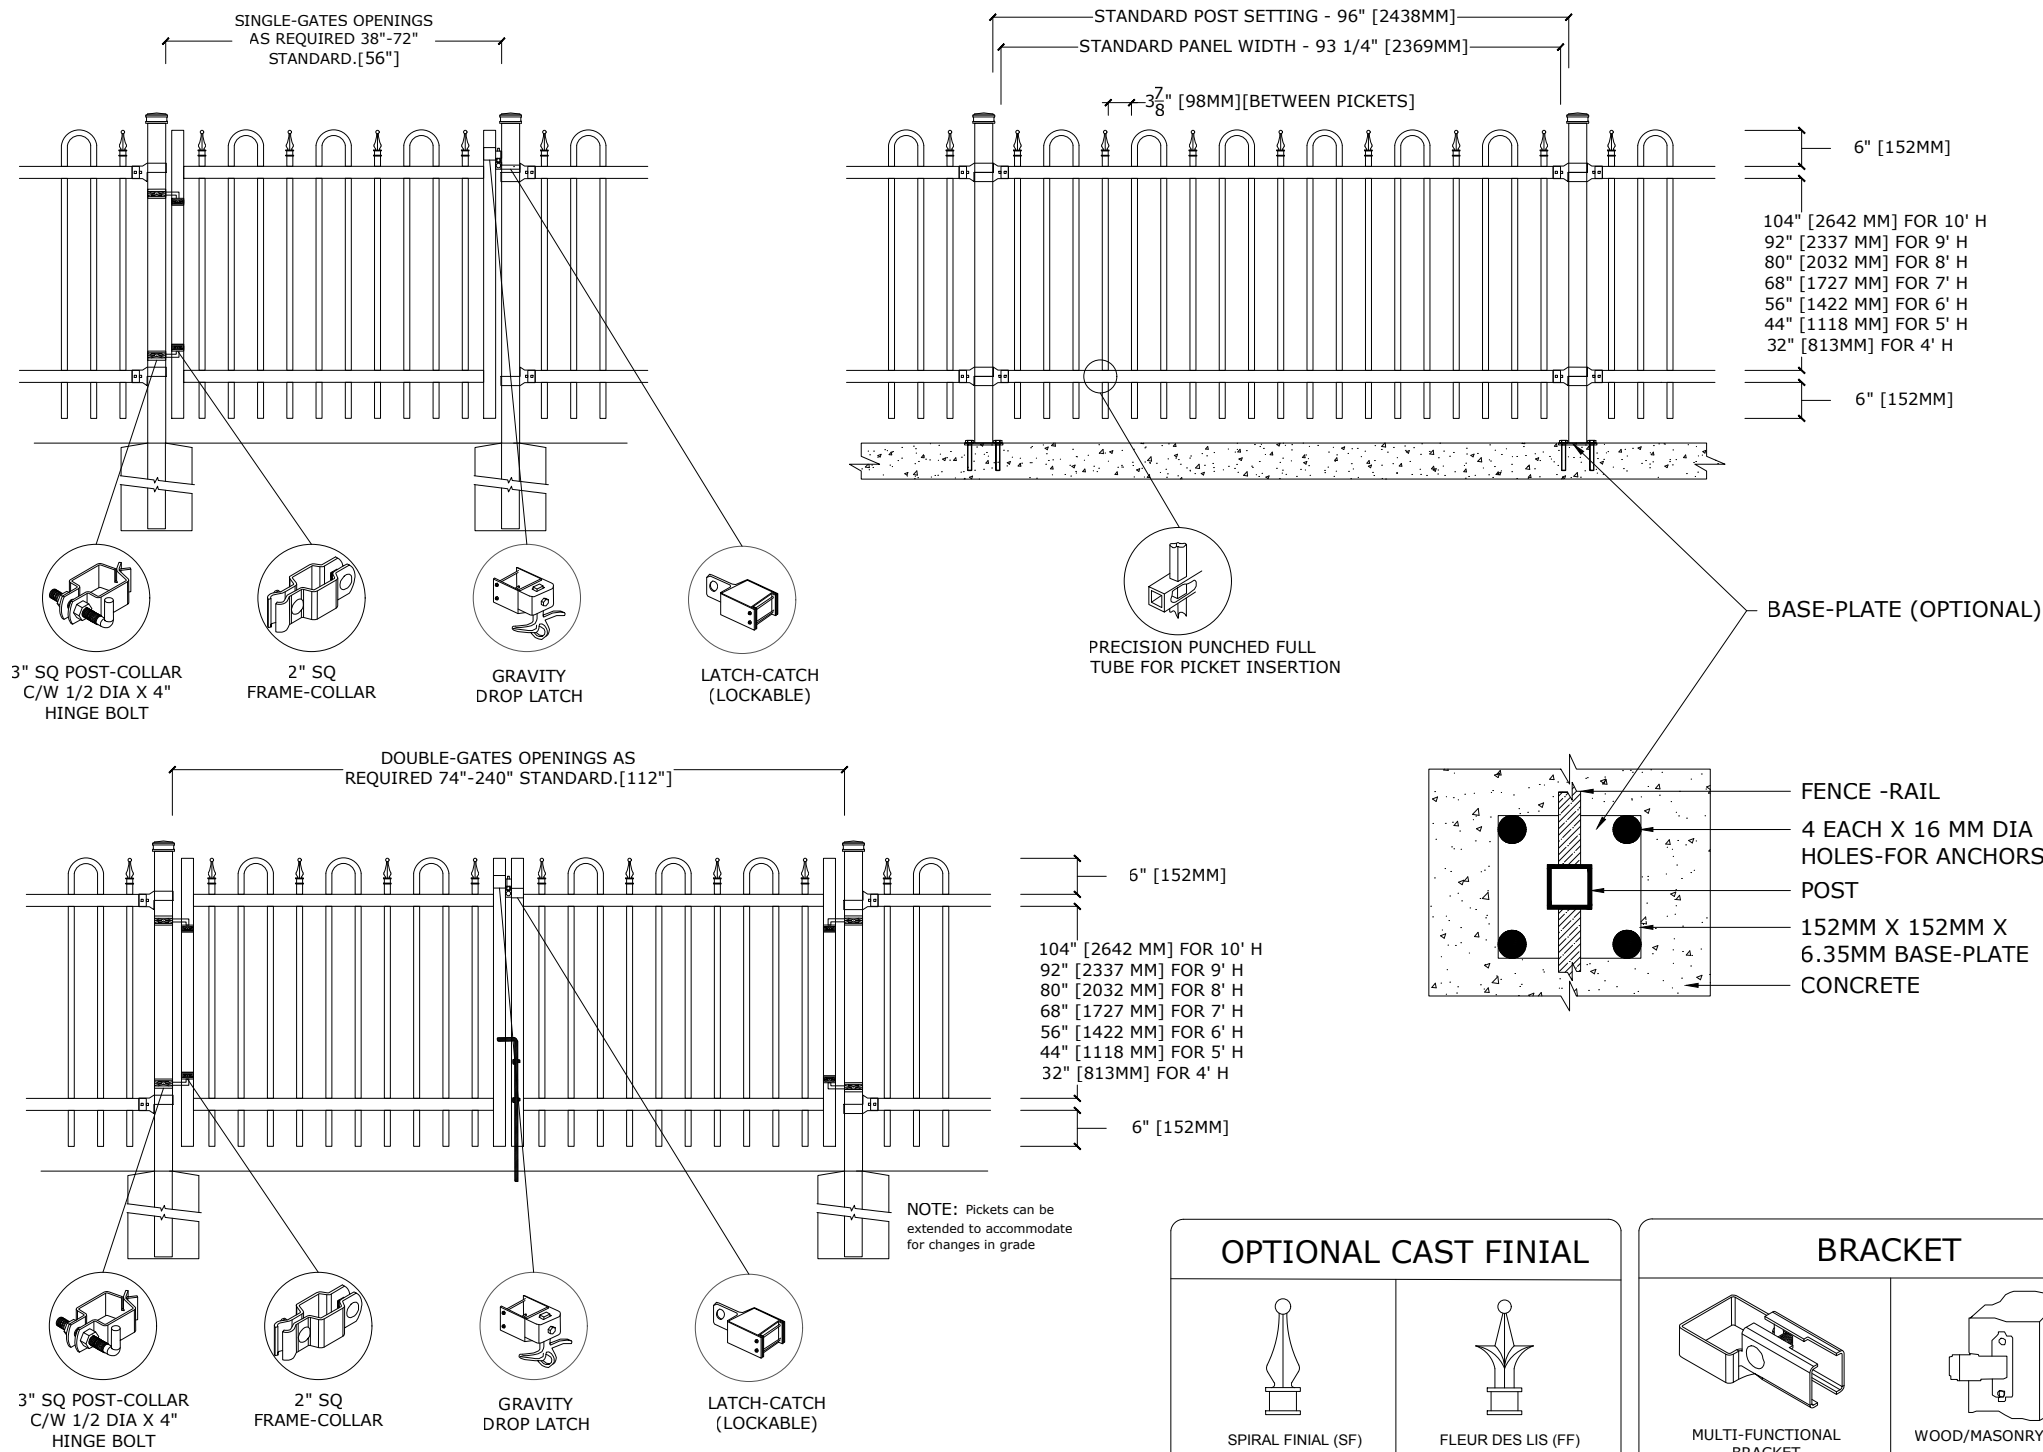 SINGLE-GATES OPENINGS
AS REQUIRED 38"-72"
STANDARD.[56"]
STANDARD POST SETTING - 96" [2438MM]
STANDARD PANEL WIDTH - 93 1/4" [2369MM]
3 7/8" [98MM][BETWEEN PICKETS]
6" [152MM]
104" [2642 MM] FOR 10' H
92" [2337 MM] FOR 9' H
80" [2032 MM] FOR 8' H
68" [1727 MM] FOR 7' H
56" [1422 MM] FOR 6' H
44" [1118 MM] FOR 5' H
32" [813MM] FOR 4' H
6" [152MM]
3" SQ POST-COLLAR
C/W 1/2 DIA X 4"
HINGE BOLT
2" SQ
FRAME-COLLAR
GRAVITY
DROP LATCH
LATCH-CATCH
(LOCKABLE)
PRECISION PUNCHED FULL
TUBE FOR PICKET INSERTION
BASE-PLATE (OPTIONAL)
FENCE -RAIL
4 EACH X 16 MM DIA
HOLES-FOR ANCHORS
POST
152MM X 152MM X
6.35MM BASE-PLATE
CONCRETE
DOUBLE-GATES OPENINGS AS
REQUIRED 74"-240" STANDARD.[112"]
6" [152MM]
104" [2642 MM] FOR 10' H
92" [2337 MM] FOR 9' H
80" [2032 MM] FOR 8' H
68" [1727 MM] FOR 7' H
56" [1422 MM] FOR 6' H
44" [1118 MM] FOR 5' H
32" [813MM] FOR 4' H
6" [152MM]
NOTE: Pickets can be
extended to accommodate
for changes in grade
3" SQ POST-COLLAR
C/W 1/2 DIA X 4"
HINGE BOLT
2" SQ
FRAME-COLLAR
GRAVITY
DROP LATCH
LATCH-CATCH
(LOCKABLE)
OPTIONAL CAST FINIAL
SPIRAL FINIAL (SF)
FLEUR DES LIS (FF)
BRACKET
MULTI-FUNCTIONAL
BRACKET
WOOD/MASONRY